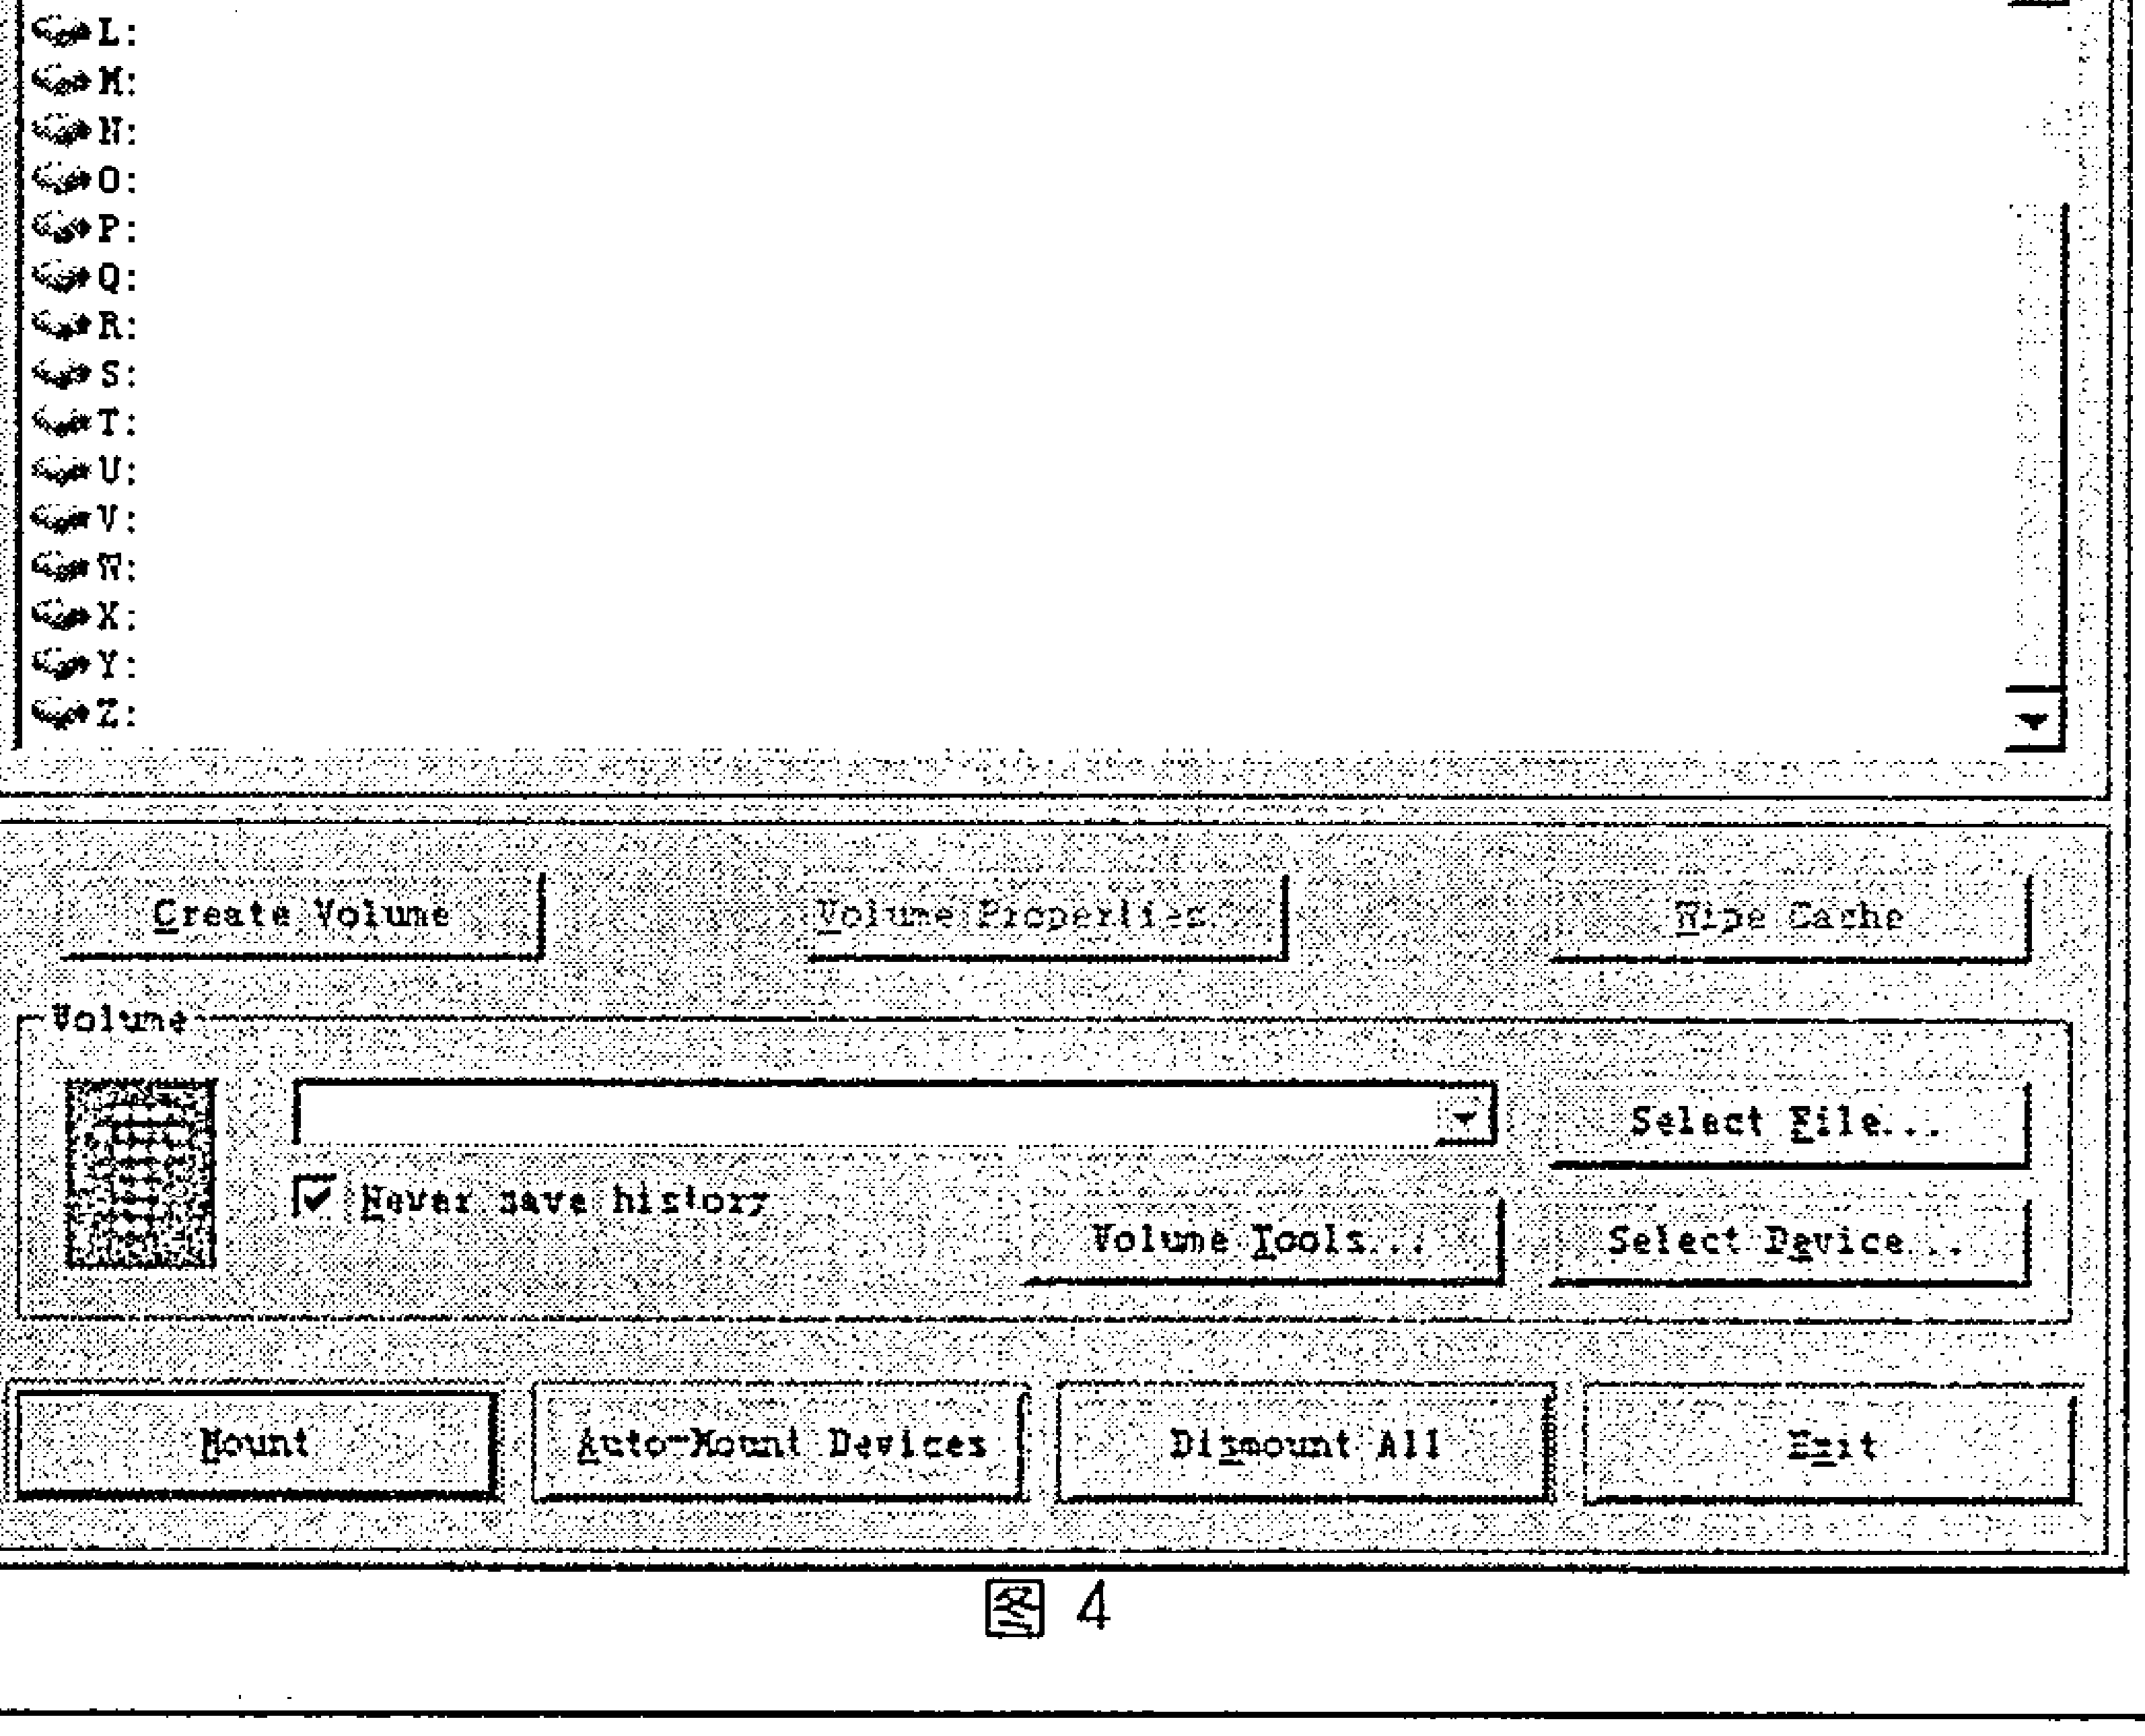 L:
M:
N:
O:
P:
Q:
R:
S:
T:
U:
V:
W:
X:
Y:
Z:
Create Volume Volume Properties Wipe Cache
Volume
Select File...
Never save history
Volume Tools... Select Device...
Mount Auto-Mount Devices Dismount All Exit
图 4